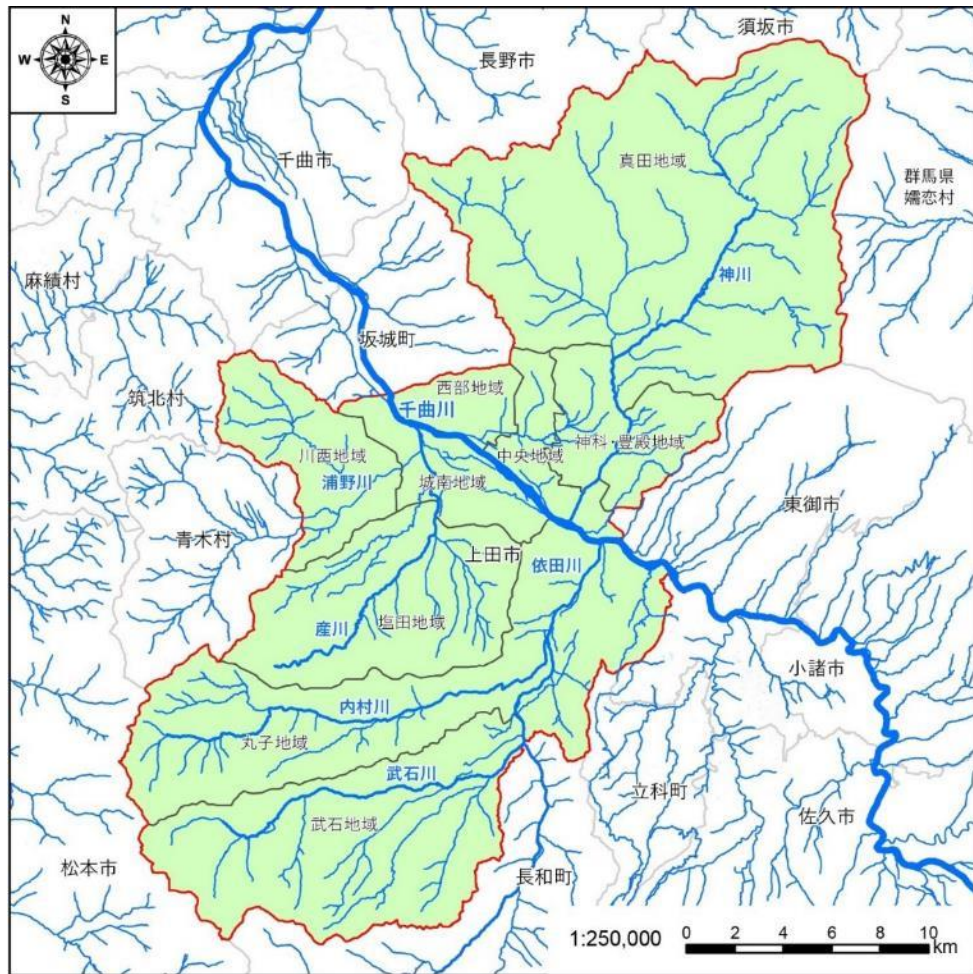 N
W
E
S
須坂市
長野市
千曲市
真田地域
群馬県
嬬恋村
麻績村
神川
坂城町
筑北村
西部地域
千曲川
川西地域
中央地域
神科・豊殿地域
浦野川
城南地域
東御市
青木村
上田市
依田川
産川
塩田地域
小諸市
内村川
丸子地域
武石川
立科町
佐久市
武石地域
松本市
長和町
1:250,000
0 2 4 6 8 10
km